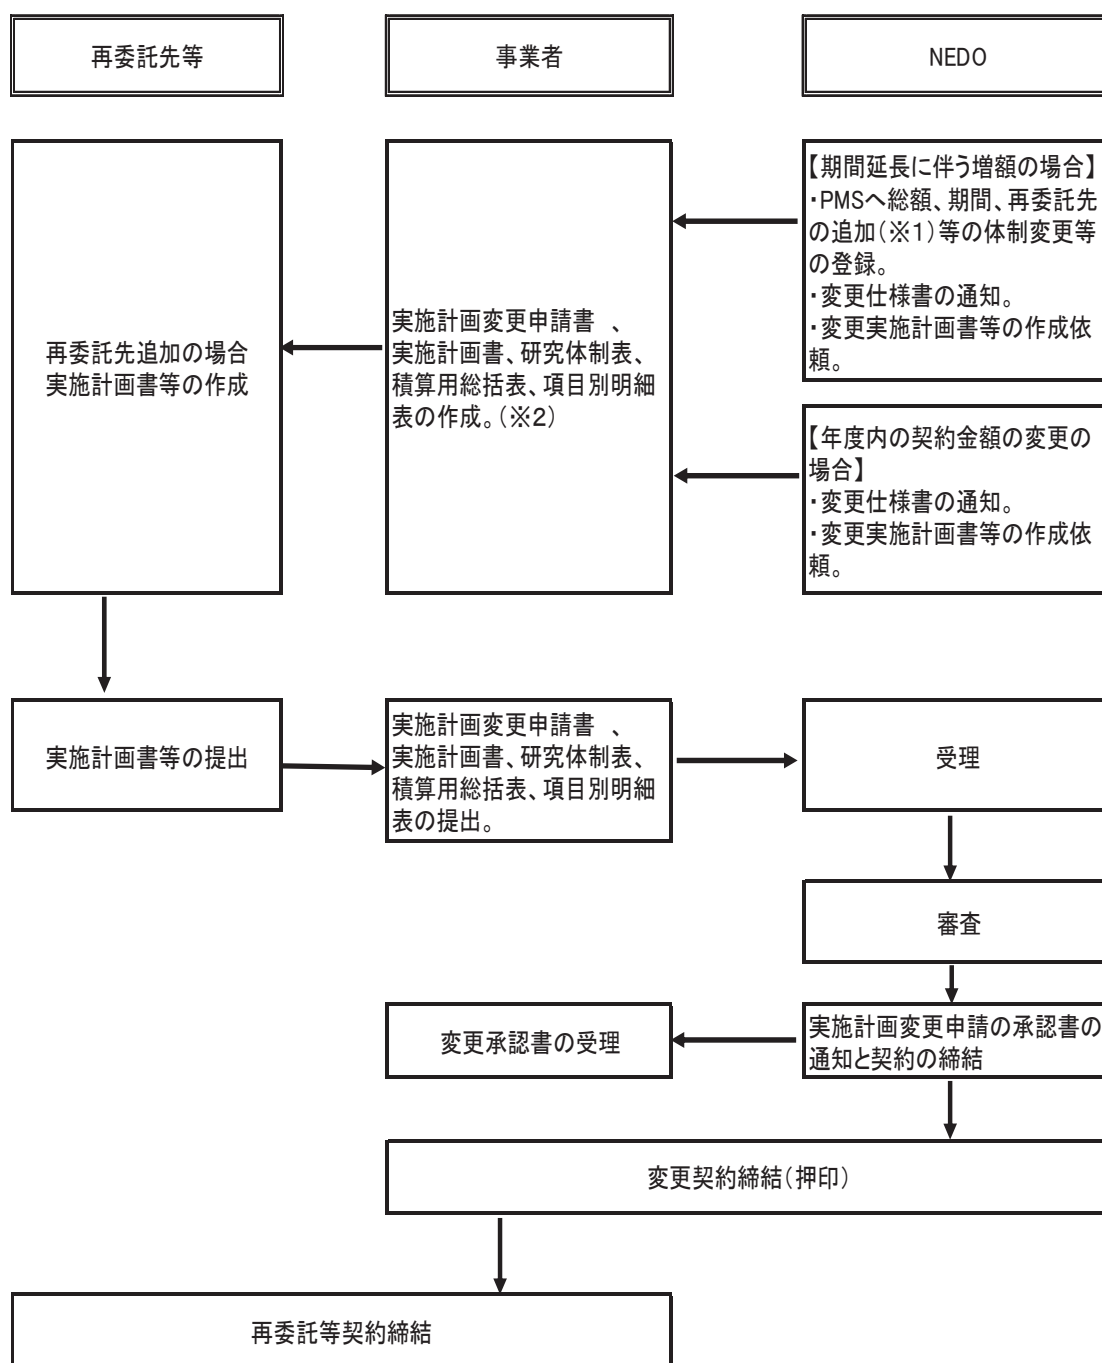 再委託先等
事業者
NEDO
【期間延長に伴う増額の場合】
・PMSへ総額、期間、再委託先
の追加(※1)等の体制変更等
の登録。
・変更仕様書の通知。
・変更実施計画書等の作成依
頼。
実施計画変更申請書 、
実施計画書、研究体制表、
積算用総括表、項目別明細
表の作成。(※2)
再委託先追加の場合
実施計画書等の作成
【年度内の契約金額の変更の
場合】
・変更仕様書の通知。
・変更実施計画書等の作成依
頼。
実施計画書等の提出
実施計画変更申請書 、
実施計画書、研究体制表、
積算用総括表、項目別明細
表の提出。
受理
審査
実施計画変更申請の承認書の
通知と契約の締結
変更承認書の受理
変更契約締結(押印)
再委託等契約締結